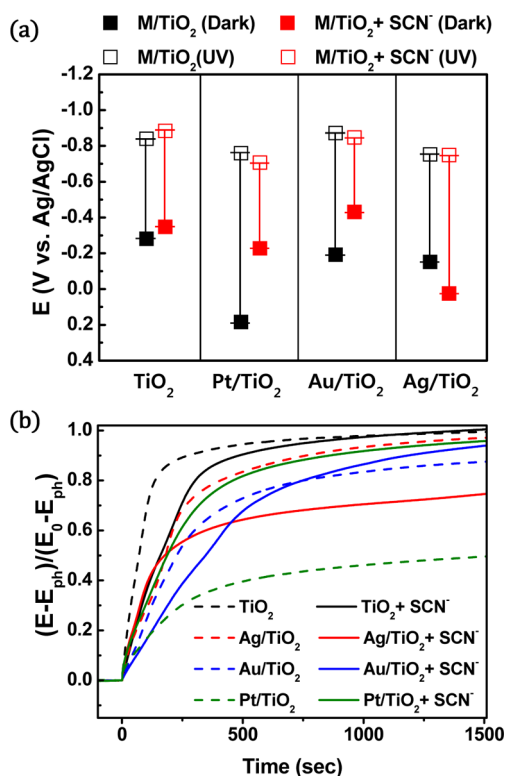 (a)
M/TiO₂ (Dark) M/TiO₂+ SCN⁻ (Dark)
M/TiO₂(UV) M/TiO₂+ SCN⁻ (UV)
E (V vs. Ag/AgCl)
-1.2
-1.0
-0.8
-0.6
-0.4
-0.2
0.0
0.2
0.4
TiO₂ Pt/TiO₂ Au/TiO₂ Ag/TiO₂
(b)
(E-Eₚₕ)/(E₀-Eₚₕ)
1.0
0.8
0.6
0.4
0.2
0.0
TiO₂ TiO₂+ SCN⁻
Ag/TiO₂ Ag/TiO₂ + SCN⁻
Au/TiO₂ Au/TiO₂ + SCN⁻
Pt/TiO₂ Pt/TiO₂+ SCN⁻
0 500 1000 1500
Time (sec)